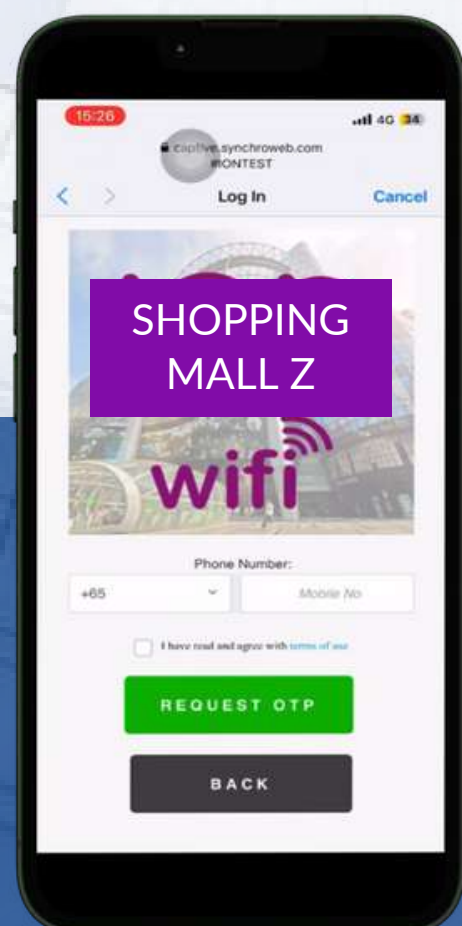 15:26
4G 34
captive.synchroweb.com
Log In
Cancel
SHOPPING
MALL Z
wifi
Phone Number:
+65
Mobile No
I have read and agree with terms of use
REQUEST OTP
BACK